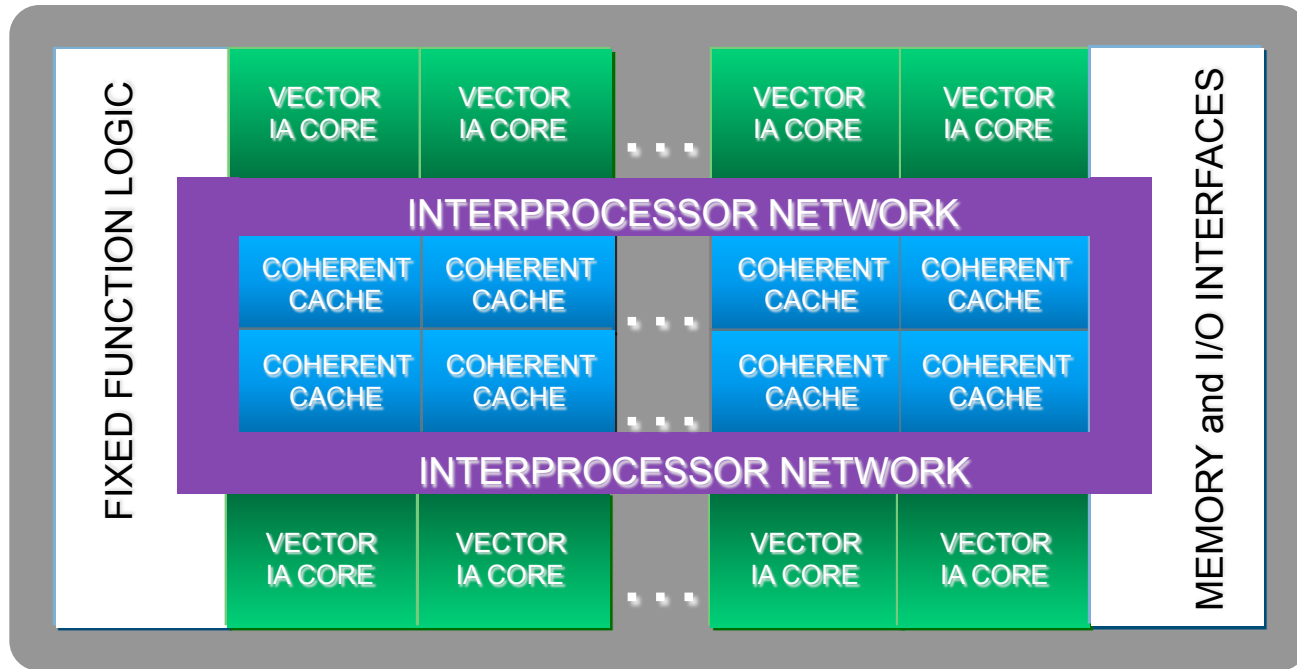 FIXED FUNCTION LOGIC
VECTOR
IA CORE
VECTOR
IA CORE
...
VECTOR
IA CORE
VECTOR
IA CORE
INTERPROCESSOR NETWORK
COHERENT
CACHE
COHERENT
CACHE
...
COHERENT
CACHE
COHERENT
CACHE
COHERENT
CACHE
COHERENT
CACHE
...
COHERENT
CACHE
COHERENT
CACHE
INTERPROCESSOR NETWORK
VECTOR
IA CORE
VECTOR
IA CORE
...
VECTOR
IA CORE
VECTOR
IA CORE
MEMORY and I/O INTERFACES